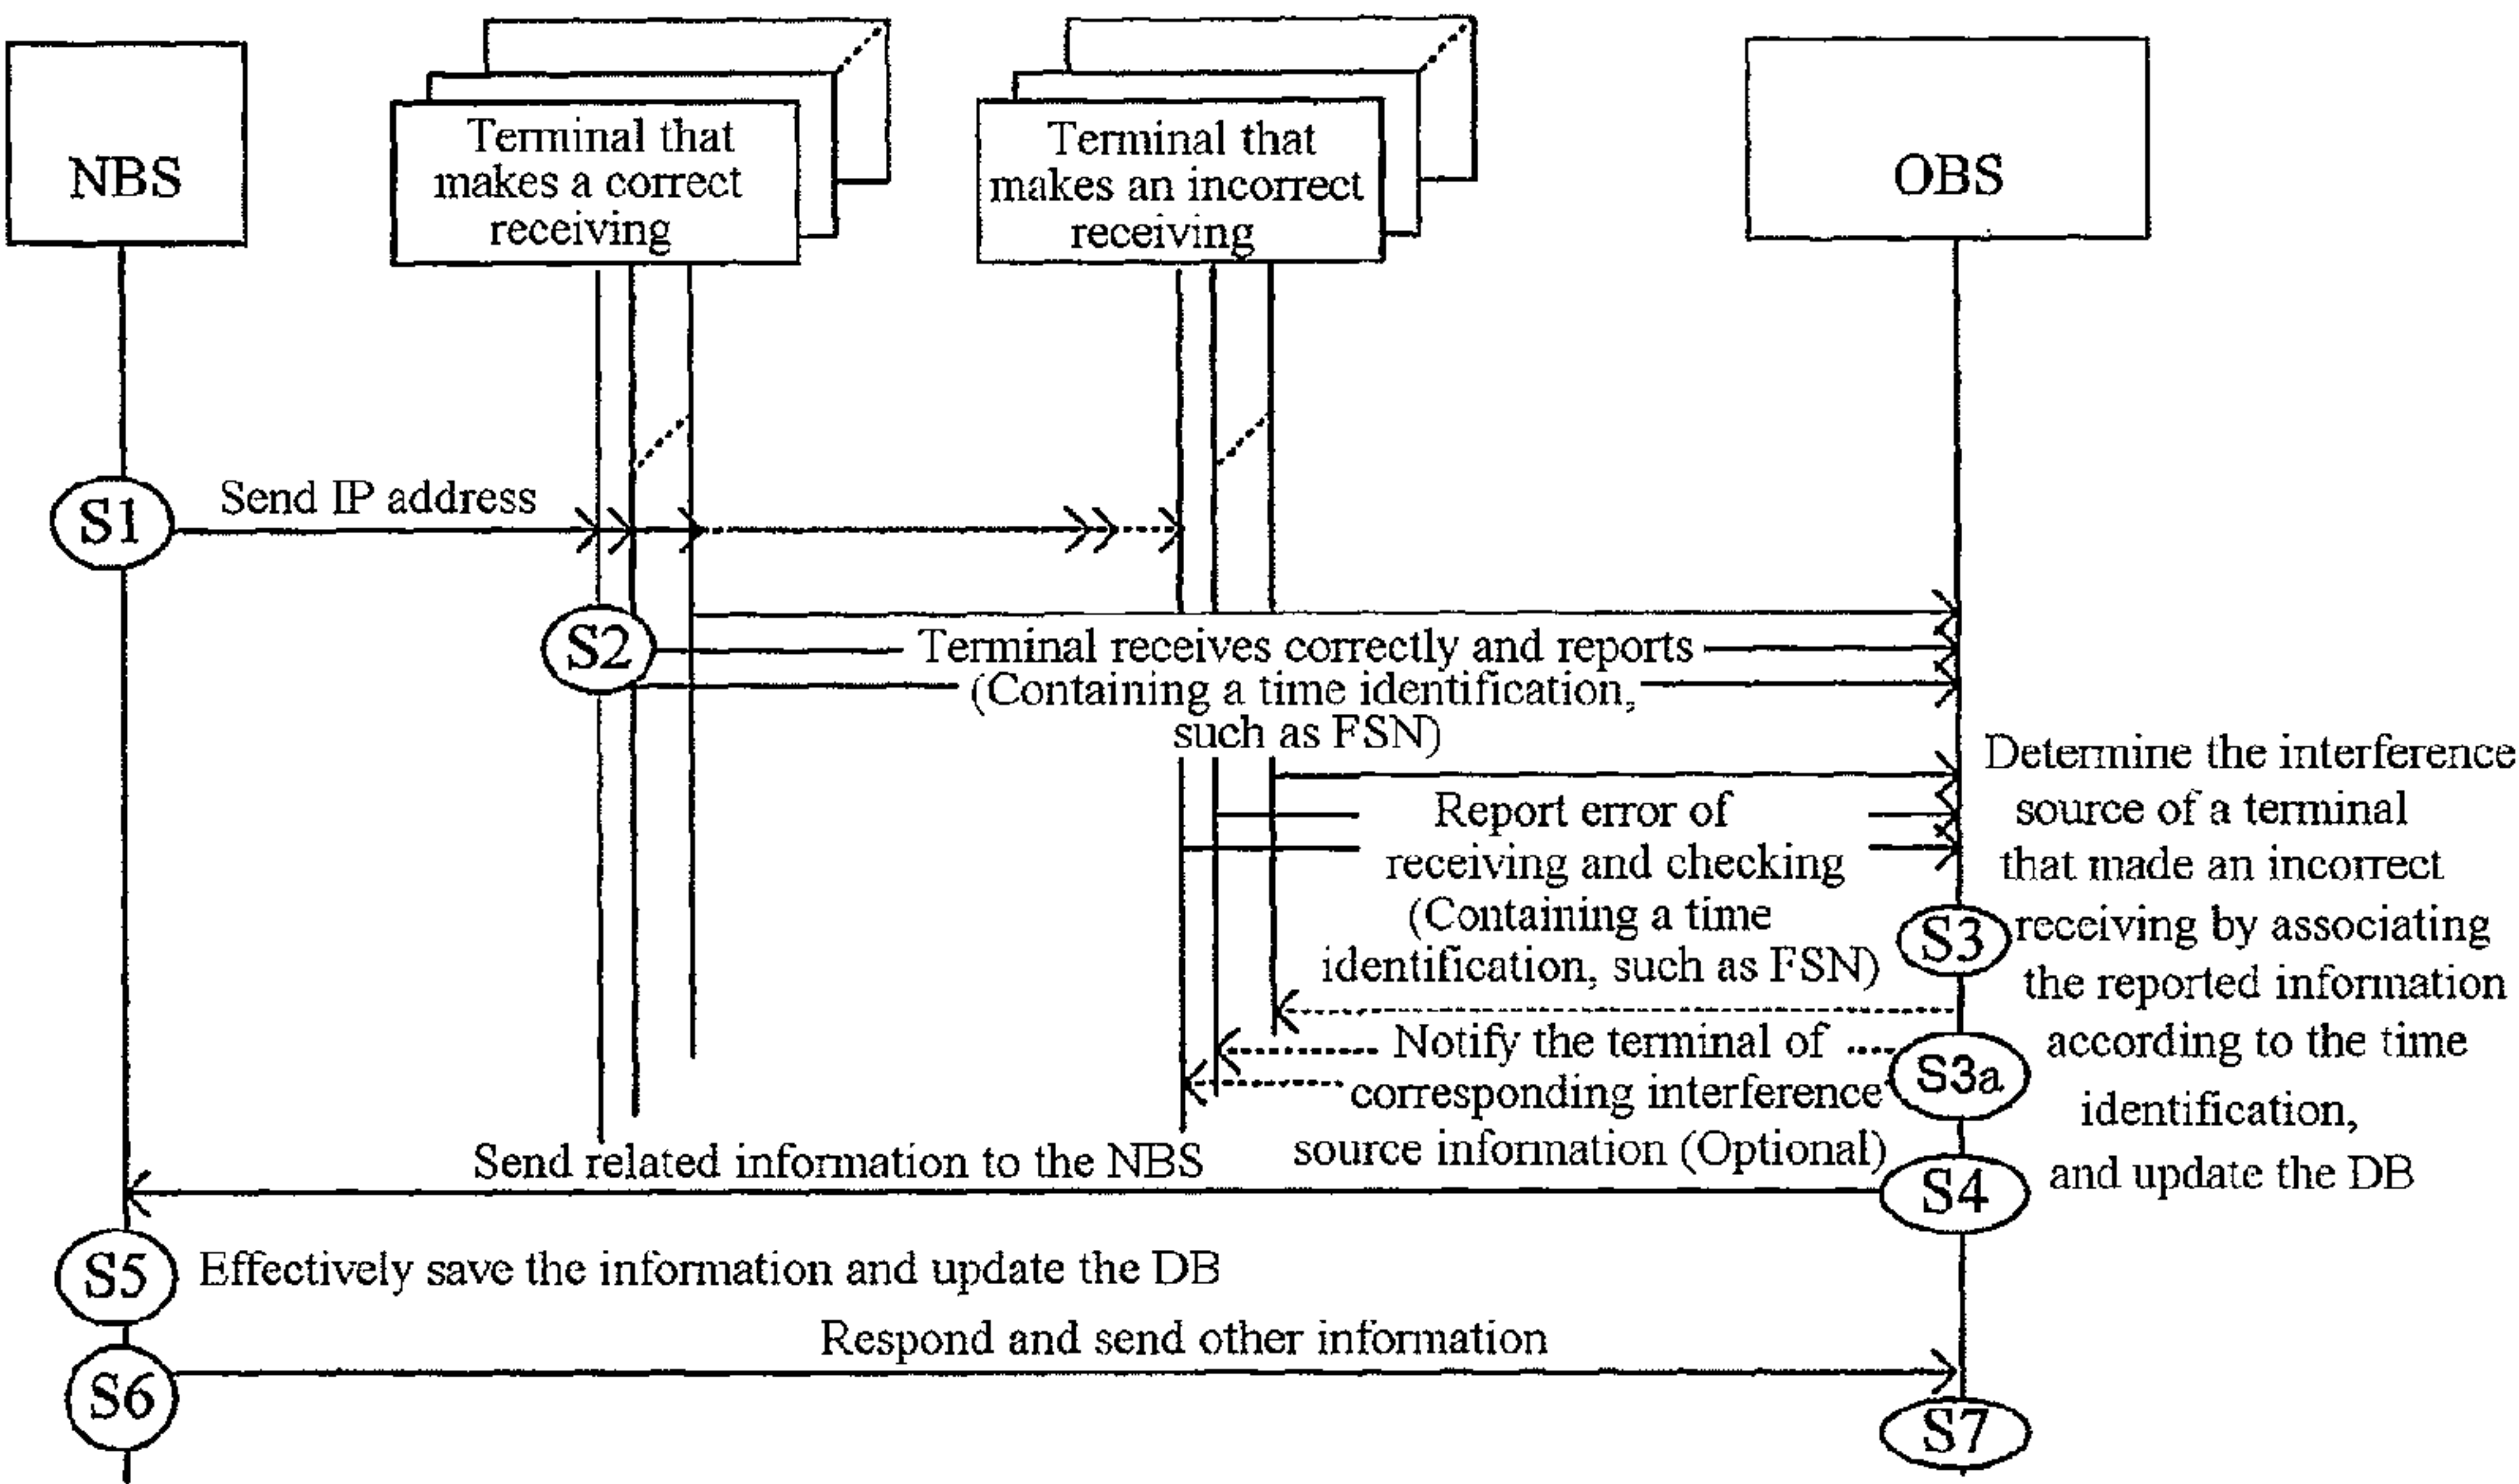 NBS
Terminal that
makes a correct
receiving
Terminal that
makes an incorrect
receiving
OBS
S1
Send IP address
S2
Terminal receives correctly and reports
(Containing a time identification,
such as FSN)
Report error of
receiving and checking
(Containing a time
identification, such as FSN)
Determine the interference
source of a terminal
that made an incorrect
receiving by associating
the reported information
according to the time
identification,
and update the DB
S3
Notify the terminal of
corresponding interference
source information (Optional)
S3a
Send related information to the NBS
S4
S5
Effectively save the information and update the DB
Respond and send other information
S6
S7